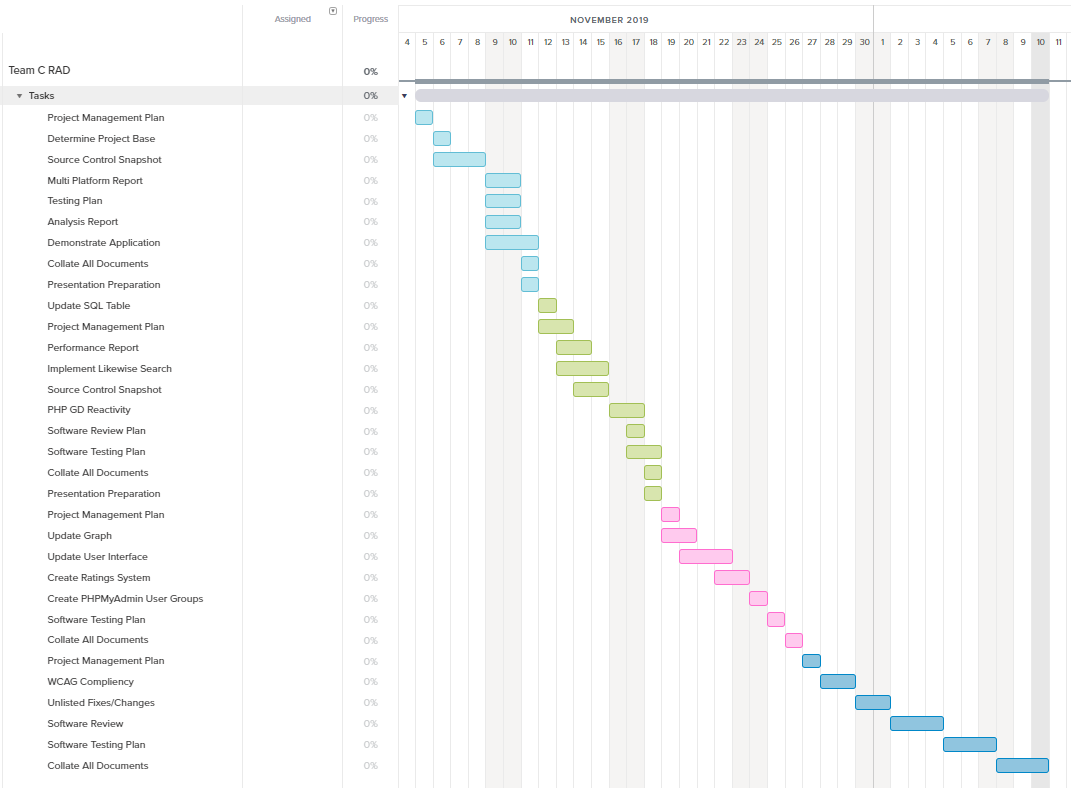 Assigned Progress NOVEMBER 2019
4 5 6 7 8 9 10 11 12 13 14 15 16 17 18 19 20 21 22 23 24 25 26 27 28 29 30 1 2 3 4 5 6 7 8 9 10 11
Team C RAD 0%
Tasks 0%
Project Management Plan 0%
Determine Project Base 0%
Source Control Snapshot 0%
Multi Platform Report 0%
Testing Plan 0%
Analysis Report 0%
Demonstrate Application 0%
Collate All Documents 0%
Presentation Preparation 0%
Update SQL Table 0%
Project Management Plan 0%
Performance Report 0%
Implement Likewise Search 0%
Source Control Snapshot 0%
PHP GD Reactivity 0%
Software Review Plan 0%
Software Testing Plan 0%
Collate All Documents 0%
Presentation Preparation 0%
Project Management Plan 0%
Update Graph 0%
Update User Interface 0%
Create Ratings System 0%
Create PHPMyAdmin User Groups 0%
Software Testing Plan 0%
Collate All Documents 0%
Project Management Plan 0%
WCAG Compliency 0%
Unlisted Fixes/Changes 0%
Software Review 0%
Software Testing Plan 0%
Collate All Documents 0%